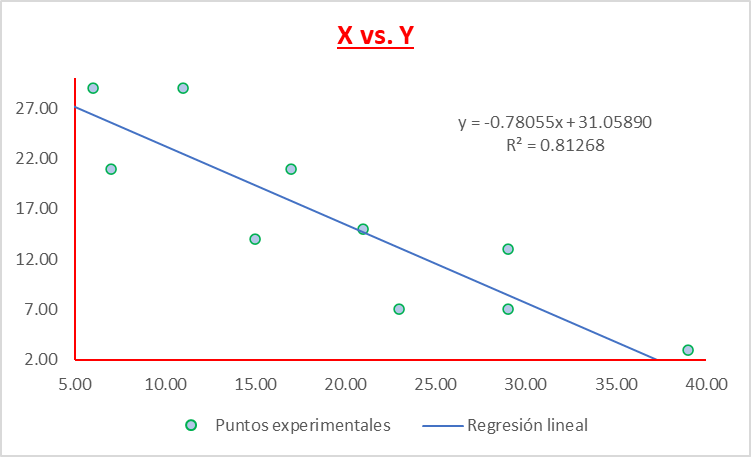 X vs. Y
y = -0.78055x + 31.05890
R² = 0.81268
27.00
22.00
17.00
12.00
7.00
2.00
5.00 10.00 15.00 20.00 25.00 30.00 35.00 40.00
Puntos experimentales Regresión lineal